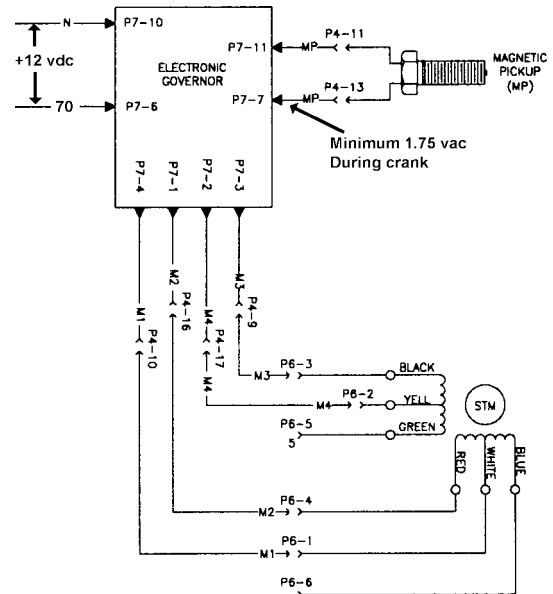 N
P7-10
P4-11
+12 vdc
ELECTRONIC
GOVERNOR
P7-11
MP
MAGNETIC
PICKUP
(MP)
P4-13
70
P7-6
P7-7
MP
Minimum 1.75 vac
During crank
P7-4
P7-1
P7-2
P7-3
M1
P4-10
M2
P4-16
M4
P4-17
M4
M3
P4-9
M3
P6-3
BLACK
M4
P6-2
YELL
STM
P6-5
5
GREEN
RED
WHITE
BLUE
M2
P6-4
M1
P6-1
P6-6